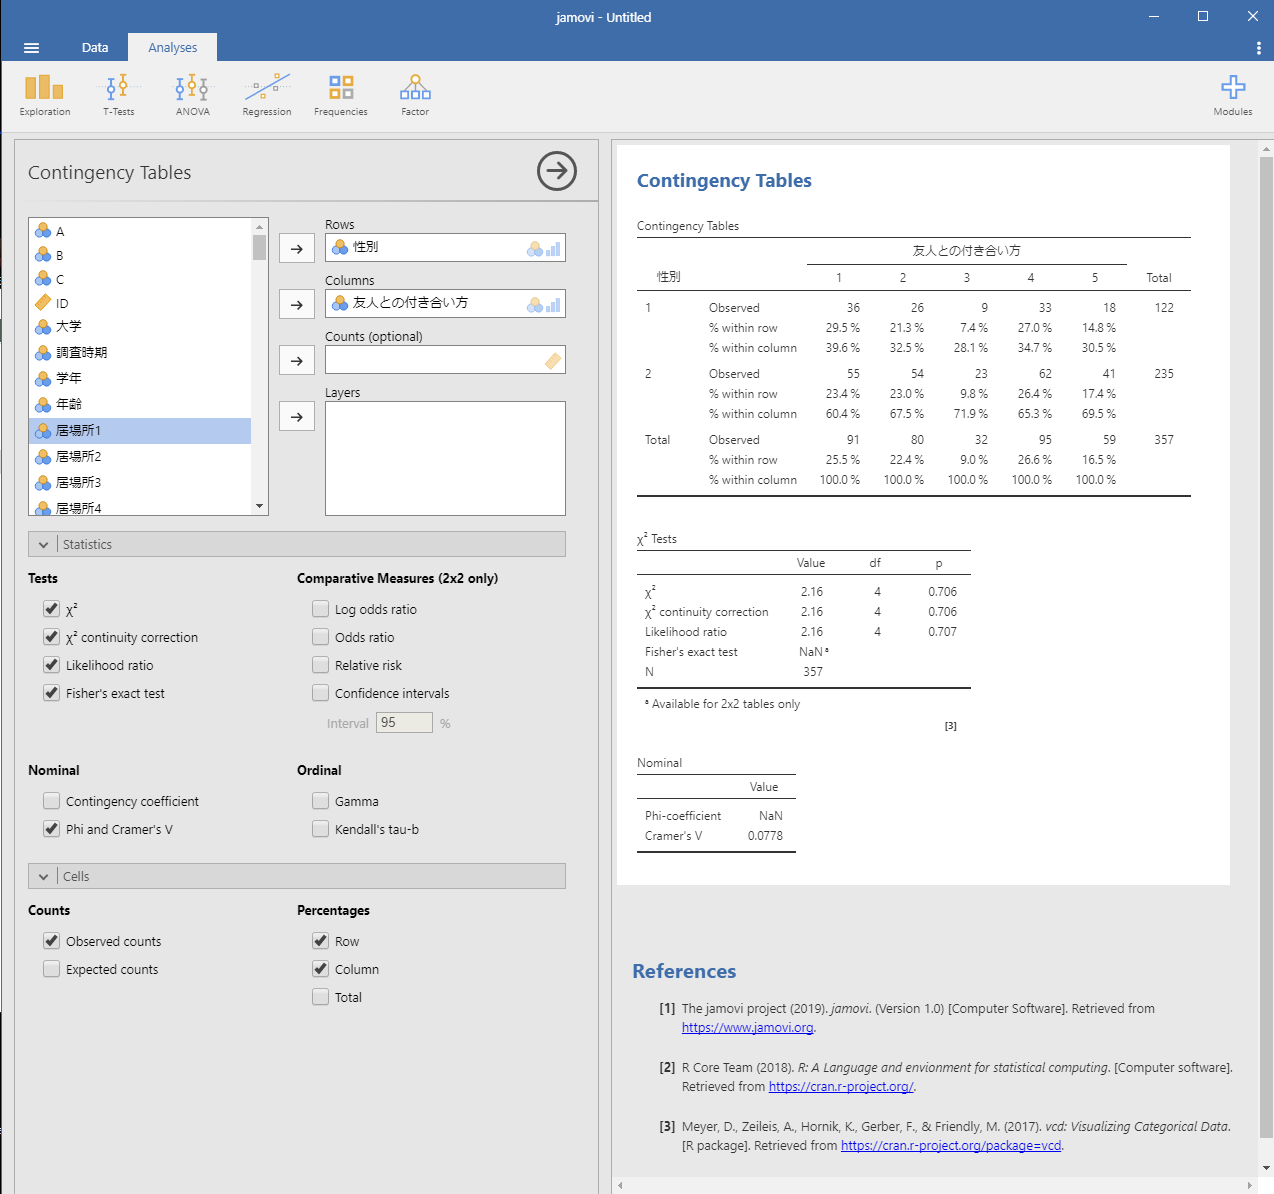 jamovi - Untitled
Data
Analyses
Exploration
T-Tests
ANOVA
Regression
Frequencies
Factor
Modules
Contingency Tables
A
B
C
ID
大学
調査時期
学年
年齢
居場所1
居場所2
居場所3
居場所4
Rows
性別
Columns
友人との付き合い方
Counts (optional)
Layers
Statistics
Tests
χ²
χ² continuity correction
Likelihood ratio
Fisher's exact test
Comparative Measures (2x2 only)
Log odds ratio
Odds ratio
Relative risk
Confidence intervals
Interval 95 %
Nominal
Contingency coefficient
Phi and Cramer's V
Ordinal
Gamma
Kendall's tau-b
Cells
Counts
Observed counts
Expected counts
Percentages
Row
Column
Total
Contingency Tables
Contingency Tables
友人との付き合い方
性別 1 2 3 4 5 Total
1 Observed 36 26 9 33 18 122
% within row 29.5 % 21.3 % 7.4 % 27.0 % 14.8 %
% within column 39.6 % 32.5 % 28.1 % 34.7 % 30.5 %
2 Observed 55 54 23 62 41 235
% within row 23.4 % 23.0 % 9.8 % 26.4 % 17.4 %
% within column 60.4 % 67.5 % 71.9 % 65.3 % 69.5 %
Total Observed 91 80 32 95 59 357
% within row 25.5 % 22.4 % 9.0 % 26.6 % 16.5 %
% within column 100.0 % 100.0 % 100.0 % 100.0 % 100.0 %
χ² Tests
Value df p
χ² 2.16 4 0.706
χ² continuity correction 2.16 4 0.706
Likelihood ratio 2.16 4 0.707
Fisher's exact test NaN ᵃ
N 357
ᵃ Available for 2x2 tables only
[3]
Nominal
Value
Phi-coefficient NaN
Cramer's V 0.0778
References
[1] The jamovi project (2019). jamovi. (Version 1.0) [Computer Software]. Retrieved from
https://www.jamovi.org.
[2] R Core Team (2018). R: A Language and envionment for statistical computing. [Computer software].
Retrieved from https://cran.r-project.org/.
[3] Meyer, D., Zeileis, A., Hornik, K., Gerber, F., & Friendly, M. (2017). vcd: Visualizing Categorical Data.
[R package]. Retrieved from https://cran.r-project.org/package=vcd.